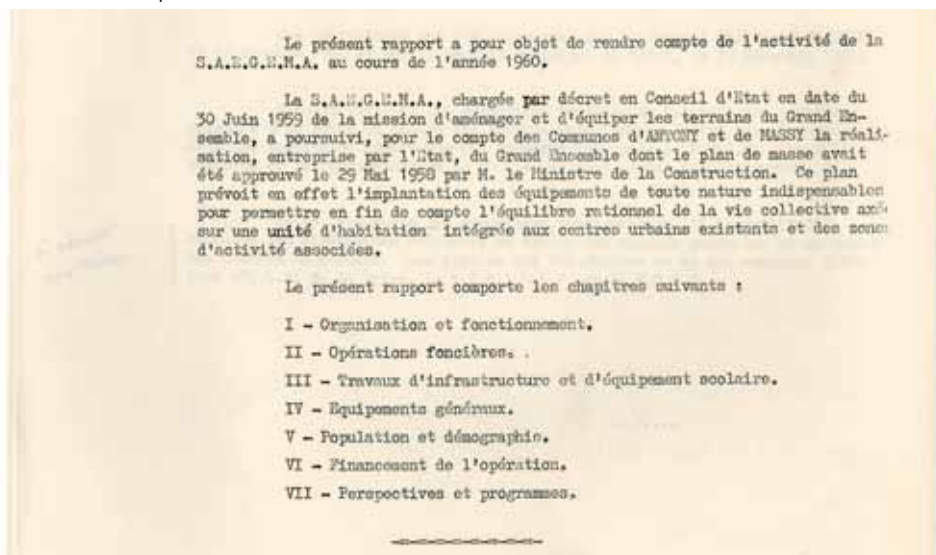 Le présent rapport a pour objet de rendre compte de l'activité de la
S.A.E.G.E.M.A. au cours de l'année 1960.
La S.A.E.G.E.M.A., chargée par décret en Conseil d'Etat en date du
30 Juin 1959 de la mission d'aménager et d'équiper les terrains du Grand En-
semble, a poursuivi, pour le compte des Communes d'ANTONY et de MASSY la réali-
sation, entreprise par l'Etat, du Grand Ensemble dont le plan de masse avait
été approuvé le 29 Mai 1958 par M. le Ministre de la Construction. Ce plan
prévoit en effet l'implantation des équipements de toute nature indispensables
pour permettre en fin de compte l'équilibre rationnel de la vie collective axée
sur une unité d'habitation intégrée aux centres urbains existants et des zones
d'activité associées.
Le présent rapport comporte les chapitres suivants :
I - Organisation et fonctionnement.
II - Opérations foncières.
III - Travaux d'infrastructure et d'équipement scolaire.
IV - Equipements généraux.
V - Population et démographie.
VI - Financement de l'opération.
VII - Perspectives et programmes.